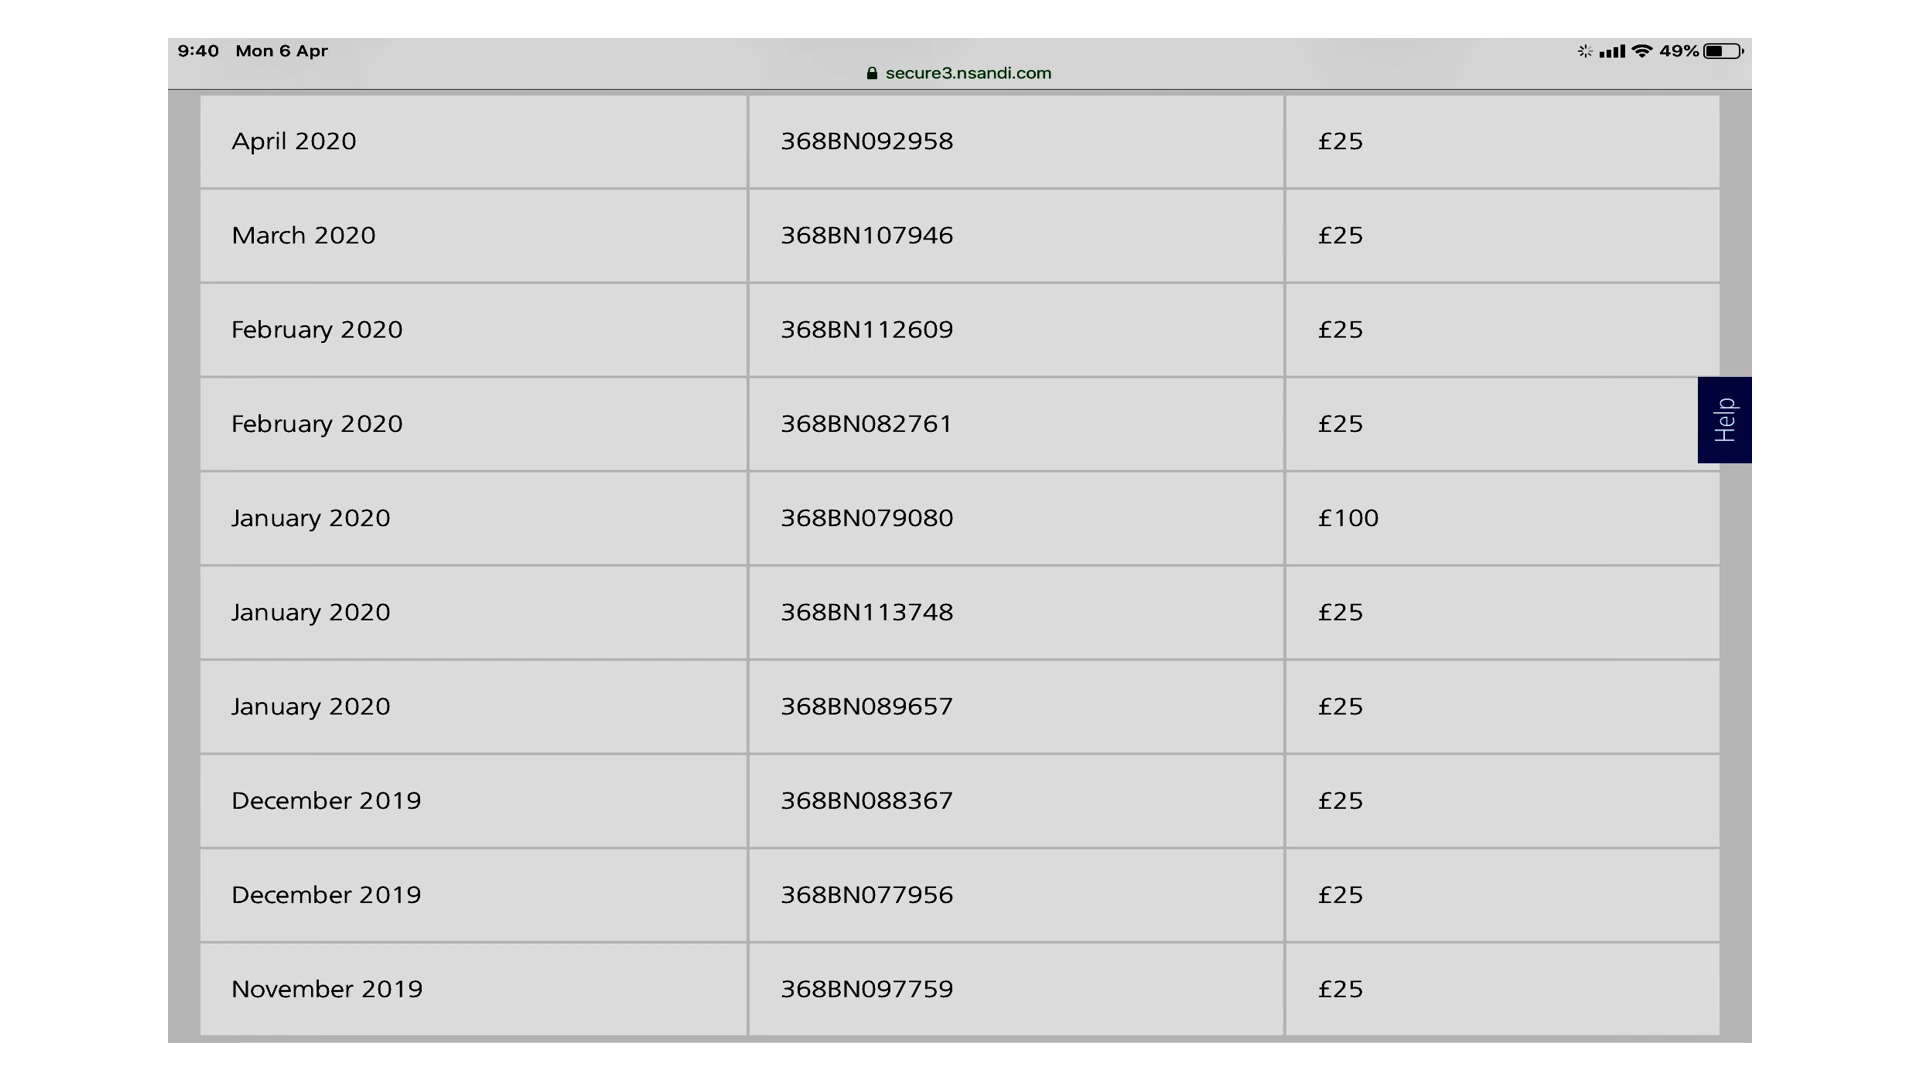 9:40 Mon 6 Apr 49%
secure3.nsandi.com
April 2020 368BN092958 £25
March 2020 368BN107946 £25
February 2020 368BN112609 £25
February 2020 368BN082761 £25
Help
January 2020 368BN079080 £100
January 2020 368BN113748 £25
January 2020 368BN089657 £25
December 2019 368BN088367 £25
December 2019 368BN077956 £25
November 2019 368BN097759 £25